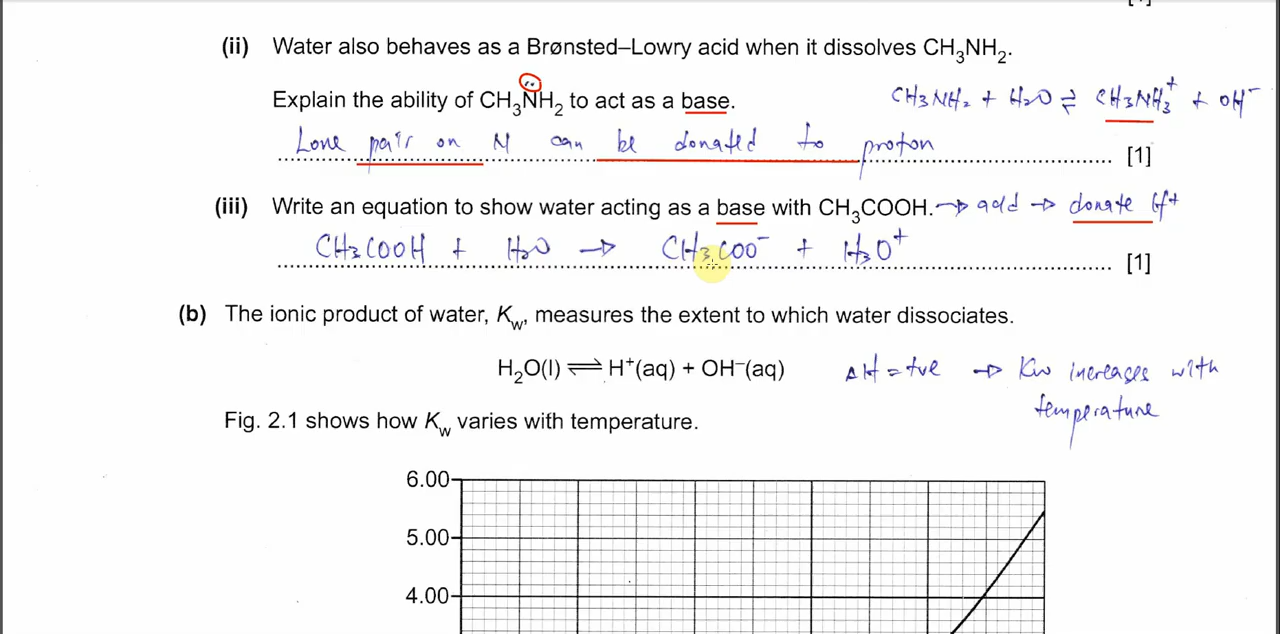 (ii) Water also behaves as a Brønsted–Lowry acid when it dissolves CH₃NH₂.
Explain the ability of CH₃NH₂ to act as a base.
CH₃NH₂ + H₂O ⇌ CH₃NH₃⁺ + OH⁻
Lone pair on N can be donated to proton [1]
(iii) Write an equation to show water acting as a base with CH₃COOH. → acid → donate H⁺
CH₃COOH + H₂O → CH₃COO⁻ + H₃O⁺ [1]
(b) The ionic product of water, Kw, measures the extent to which water dissociates.
H₂O(l) ⇌ H⁺(aq) + OH⁻(aq)
ΔH = +ve → Kw increases with
temperature
Fig. 2.1 shows how Kw varies with temperature.
6.00
5.00
4.00